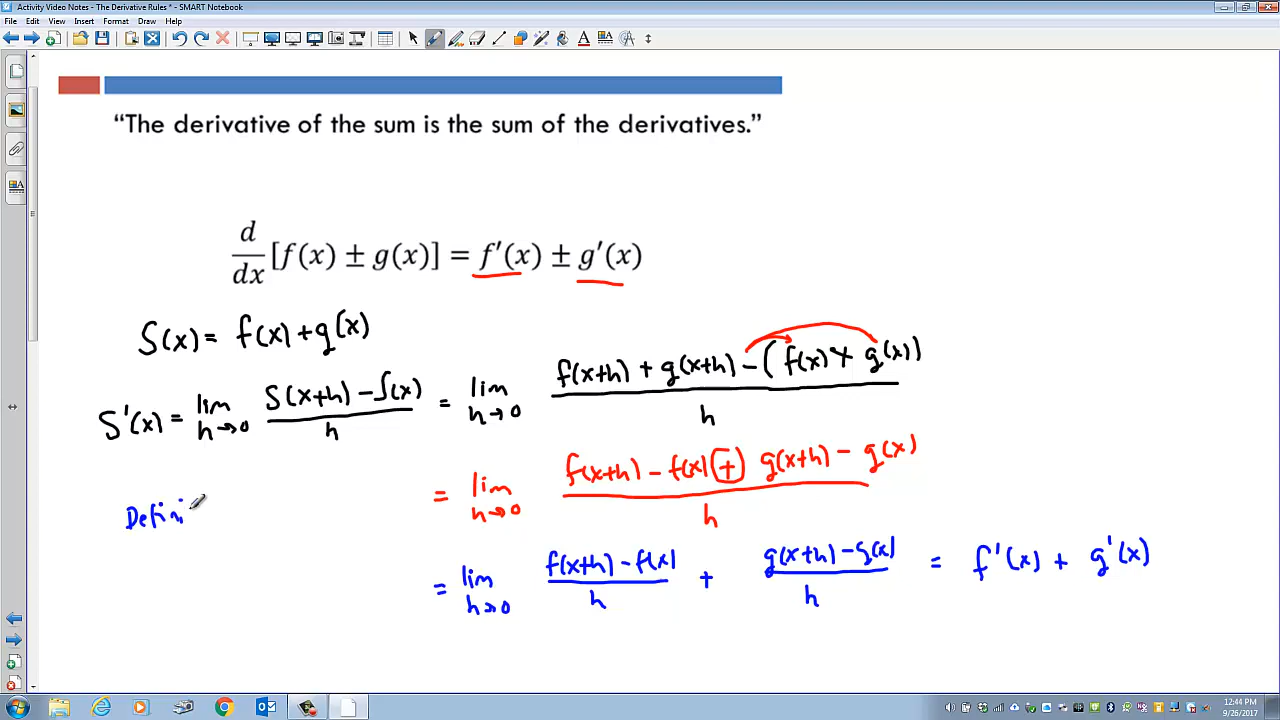 Activity Video Notes - The Derivative Rules * - SMART Notebook
File Edit View Insert Format Draw Help
“The derivative of the sum is the sum of the derivatives.”
d/dx [f(x) ± g(x)] = f′(x) ± g′(x)
S(x) = f(x) + g(x)
S'(x) = lim h→0 S(x+h) − S(x) / h = lim h→0 f(x+h) + g(x+h) − (f(x) + g(x)) / h
= lim h→0 f(x+h) − f(x) (+) g(x+h) − g(x) / h
Defini
= lim h→0 f(x+h) − f(x) / h + g(x+h) − g(x) / h = f'(x) + g'(x)
12:44 PM
9/26/2017